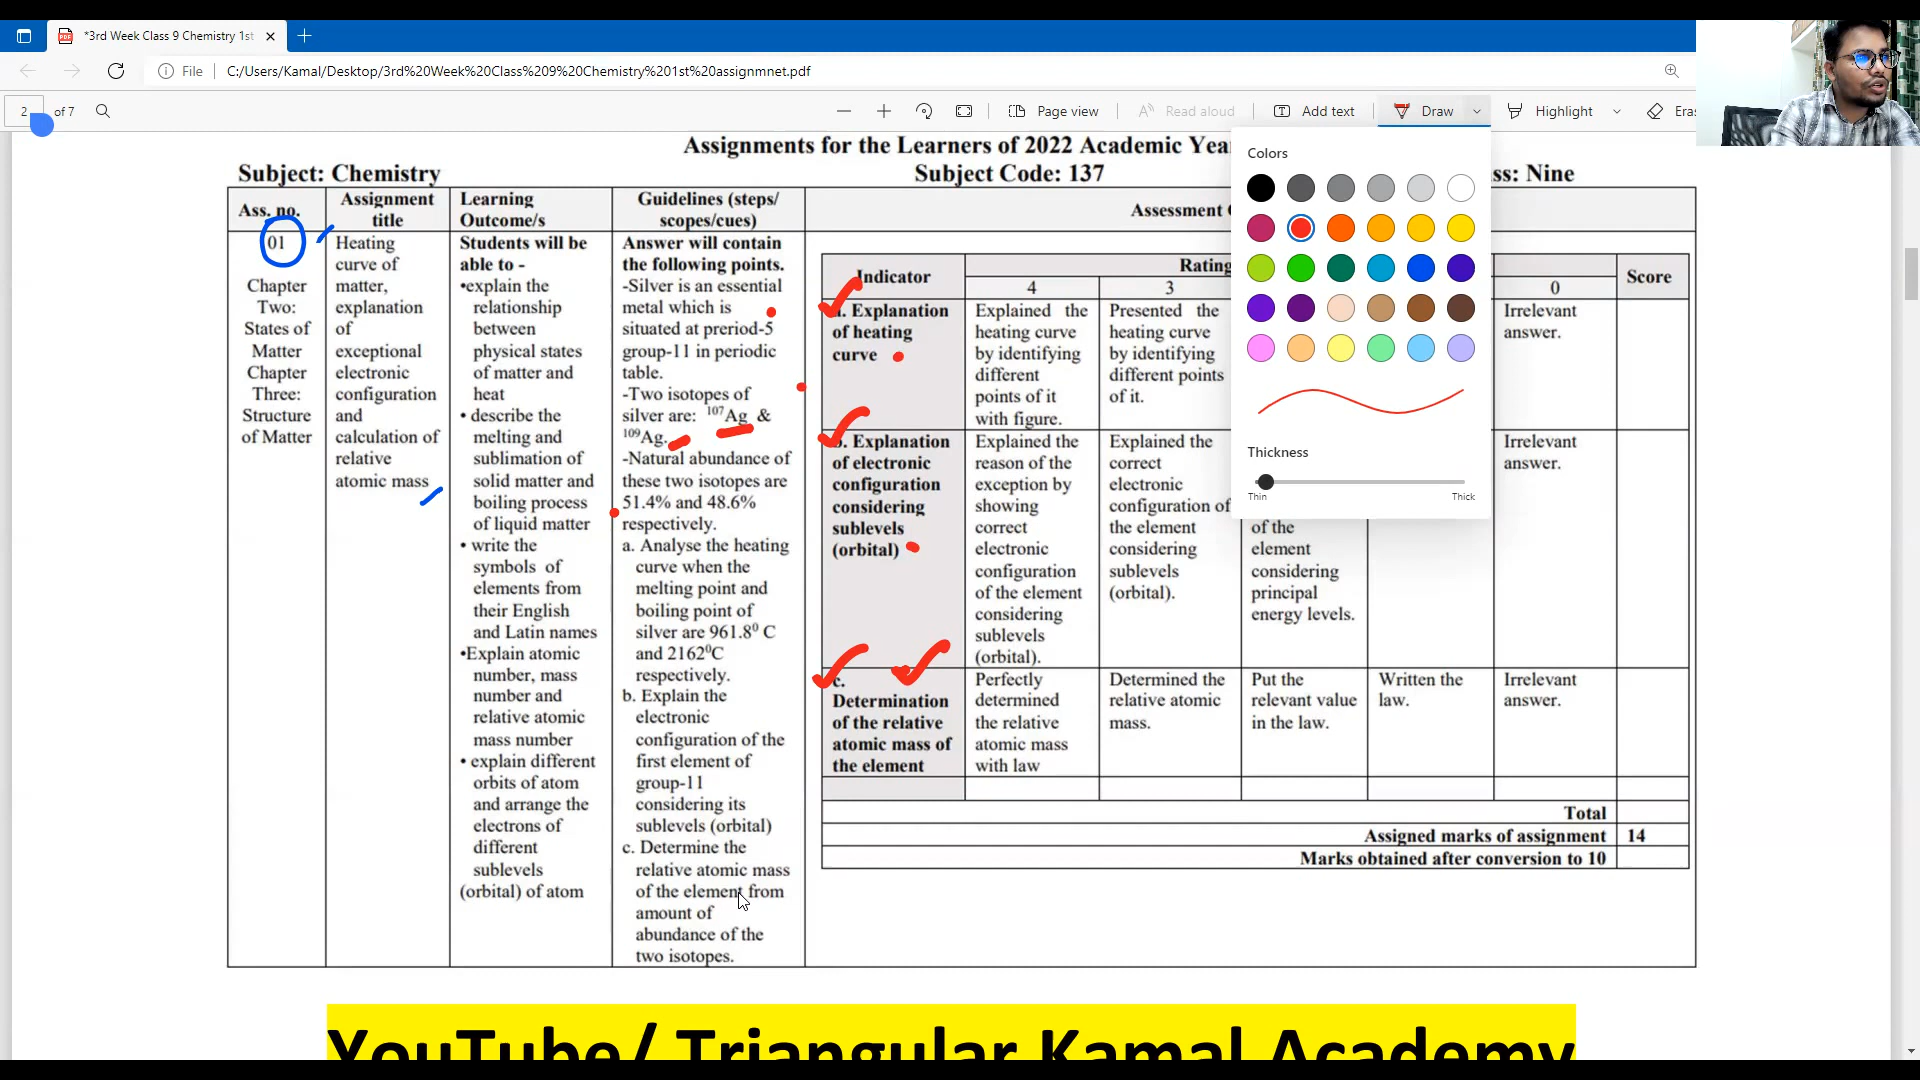 *3rd Week Class 9 Chemistry 1st
File C:/Users/Kamal/Desktop/3rd%20Week%20Class%209%20Chemistry%201st%20assignmnet.pdf
2 of 7
Page view
Read aloud
Add text
Draw
Highlight
Eras
Colors
Thickness
Thin
Thick
Assignments for the Learners of 2022 Academic Yea
Subject: Chemistry
Subject Code: 137
ss: Nine
Ass. no.
Assignment
title
Learning
Outcome/s
Guidelines (steps/
scopes/cues)
Assessment
01
Chapter
Two:
States of
Matter
Chapter
Three:
Structure
of Matter
Heating
curve of
matter,
explanation
of
exceptional
electronic
configuration
and
calculation of
relative
atomic mass
Students will be
able to -
•explain the
relationship
between
physical states
of matter and
heat
• describe the
melting and
sublimation of
solid matter and
boiling process
of liquid matter
• write the
symbols of
elements from
their English
and Latin names
•Explain atomic
number, mass
number and
relative atomic
mass number
• explain different
orbits of atom
and arrange the
electrons of
different
sublevels
(orbital) of atom
Answer will contain
the following points.
-Silver is an essential
metal which is
situated at preriod-5
group-11 in periodic
table.
-Two isotopes of
silver are: ¹⁰⁷Ag &
¹⁰⁹Ag.
-Natural abundance of
these two isotopes are
51.4% and 48.6%
respectively.
a. Analyse the heating
curve when the
melting point and
boiling point of
silver are 961.8⁰ C
and 2162⁰C
respectively.
b. Explain the
electronic
configuration of the
first element of
group-11
considering its
sublevels (orbital)
c. Determine the
relative atomic mass
of the element from
amount of
abundance of the
two isotopes.
Indicator
Rating
Score
4
3
0
a. Explanation
of heating
curve
Explained the
heating curve
by identifying
different
points of it
with figure.
Presented the
heating curve
by identifying
different points
of it.
Irrelevant
answer.
b. Explanation
of electronic
configuration
considering
sublevels
(orbital)
Explained the
reason of the
exception by
showing
correct
electronic
configuration
of the element
considering
sublevels
(orbital).
Explained the
correct
electronic
configuration of
the element
considering
sublevels
(orbital).
of the
element
considering
principal
energy levels.
Irrelevant
answer.
c.
Determination
of the relative
atomic mass of
the element
Perfectly
determined
the relative
atomic mass
with law
Determined the
relative atomic
mass.
Put the
relevant value
in the law.
Written the
law.
Irrelevant
answer.
Total
Assigned marks of assignment 14
Marks obtained after conversion to 10
YouTube/ Triangular Kamal Academy